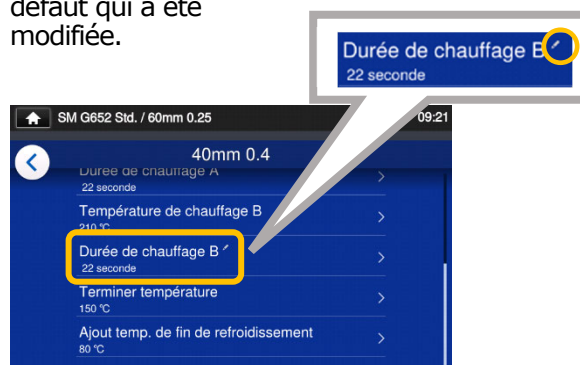 défaut qui a été
modifiée.
Durée de chauffage B
22 seconde
SM G652 Std. / 60mm 0.25
09:21
40mm 0.4
Durée de chauffage A
22 seconde
Température de chauffage B
210 ℃
Durée de chauffage B
22 seconde
Terminer température
150 ℃
Ajout temp. de fin de refroidissement
80 ℃